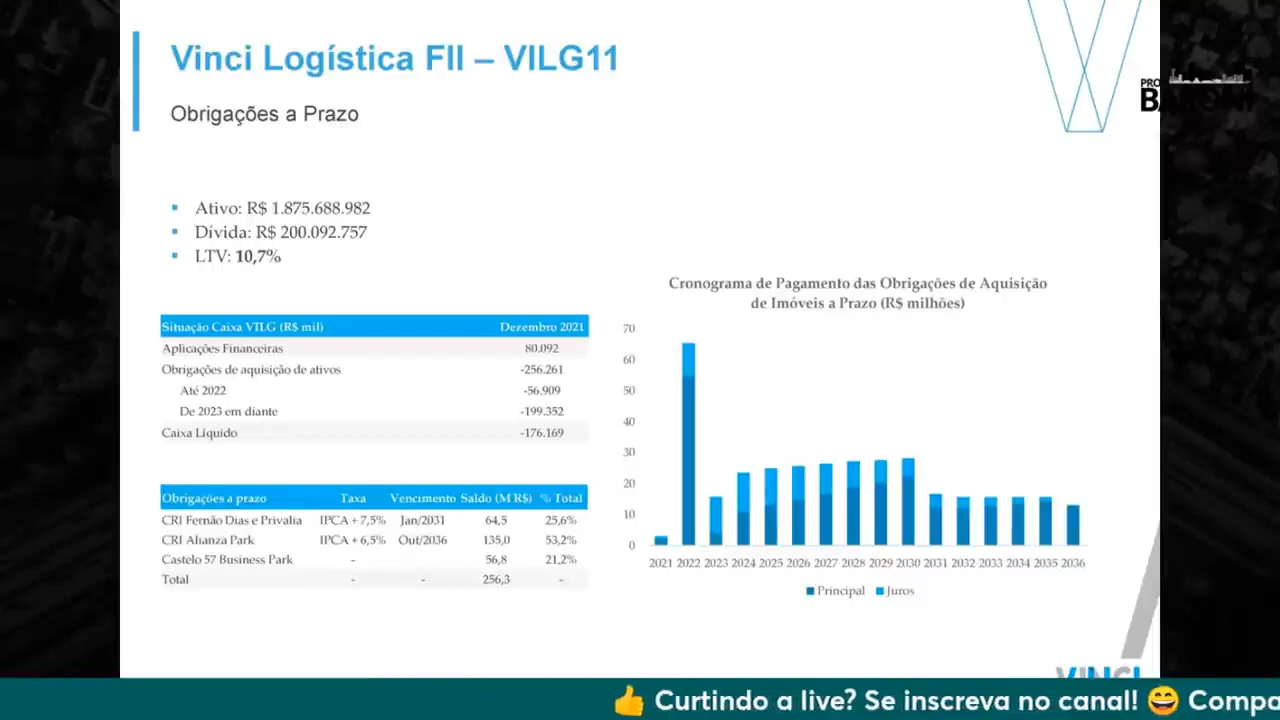 Vinci Logística FII – VILG11
Obrigações a Prazo
PRO
▪ Ativo: R$ 1.875.688.982
▪ Dívida: R$ 200.092.757
▪ LTV: 10,7%
Situação Caixa VILG (R$ mil) Dezembro 2021
Aplicações Financeiras 80.092
Obrigações de aquisição de ativos -256.261
Até 2022 -56.909
De 2023 em diante -199.352
Caixa Líquido -176.169
Obrigações a prazo Taxa Vencimento Saldo (M R$) % Total
CRI Fernão Dias e Privalia IPCA + 7,5% Jan/2031 64,5 25,6%
CRI Alianza Park IPCA + 6,5% Out/2036 135,0 53,2%
Castelo 57 Business Park - 56,8 21,2%
Total - - 256,3 -
Cronograma de Pagamento das Obrigações de Aquisição
de Imóveis a Prazo (R$ milhões)
70
60
50
40
30
20
10
0
2021 2022 2023 2024 2025 2026 2027 2028 2029 2030 2031 2032 2033 2034 2035 2036
Principal Juros
VINCI
👍 Curtindo a live? Se inscreva no canal! 😄 Compa